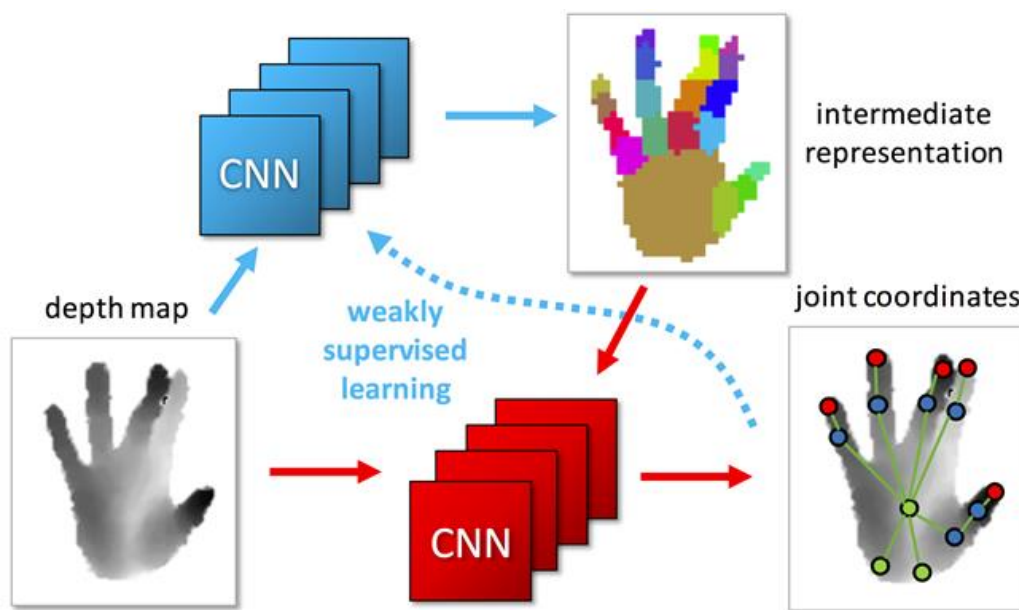 CNN
intermediate
representation
depth map
weakly
supervised
learning
joint coordinates
CNN